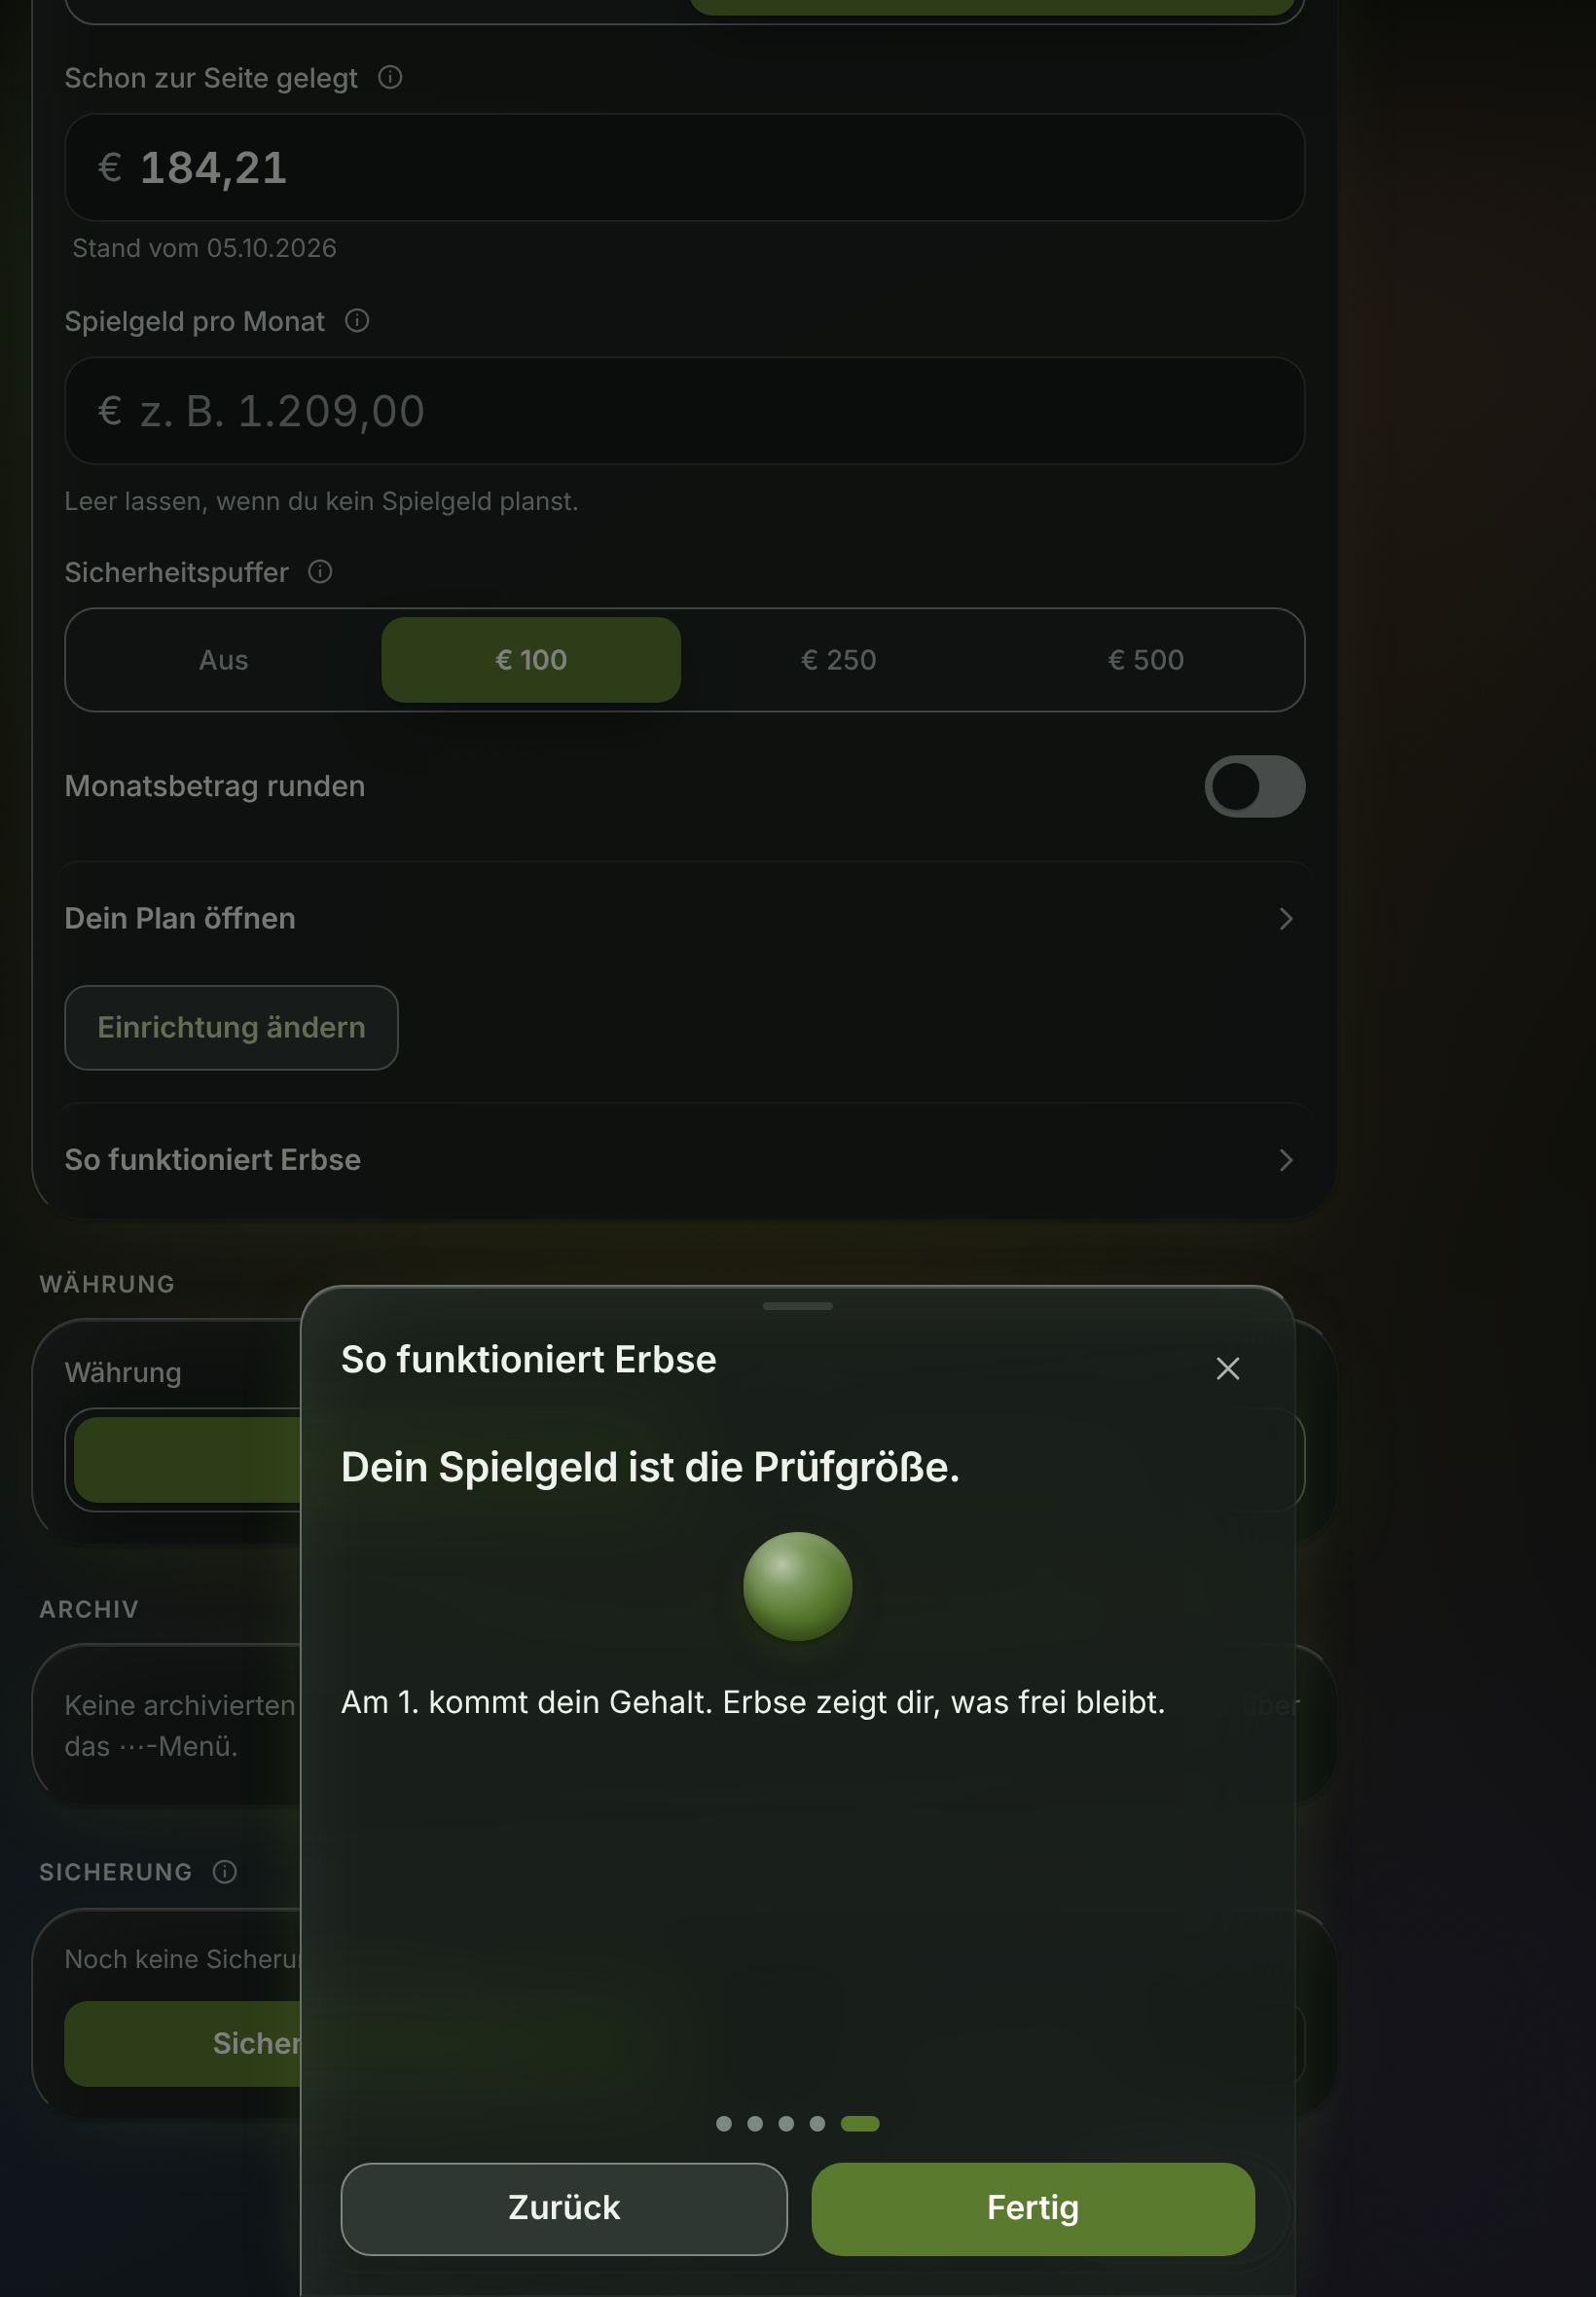 Schon zur Seite gelegt
€ 184,21
Stand vom 05.10.2026
Spielgeld pro Monat
€ z. B. 1.209,00
Leer lassen, wenn du kein Spielgeld planst.
Sicherheitspuffer
Aus € 100 € 250 € 500
Monatsbetrag runden
Dein Plan öffnen
Einrichtung ändern
So funktioniert Erbse
WÄHRUNG
Währung
ARCHIV
Keine archivierten
das ···-Menü.
SICHERUNG
Noch keine
So funktioniert Erbse
Dein Spielgeld ist die Prüfgröße.
Am 1. kommt dein Gehalt. Erbse zeigt dir, was frei bleibt.
Zurück Fertig